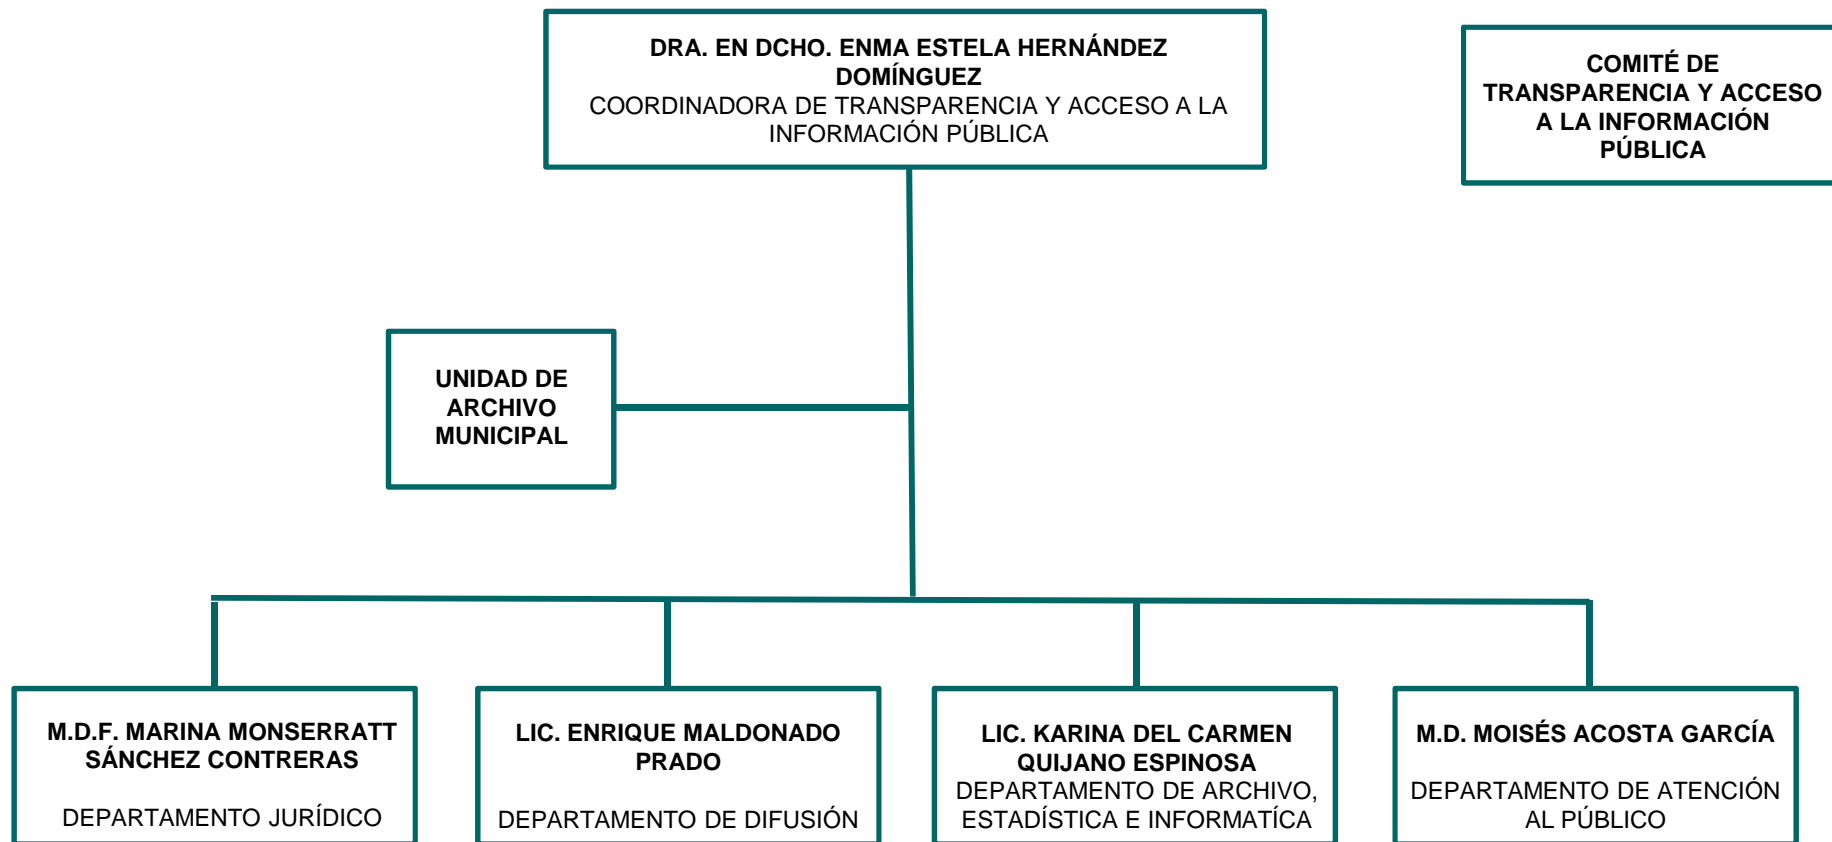 DRA. EN DCHO. ENMA ESTELA HERNÁNDEZ
DOMÍNGUEZ
COORDINADORA DE TRANSPARENCIA Y ACCESO A LA
INFORMACIÓN PÚBLICA
COMITÉ DE
TRANSPARENCIA Y ACCESO
A LA INFORMACIÓN
PÚBLICA
UNIDAD DE
ARCHIVO
MUNICIPAL
M.D.F. MARINA MONSERRATT
SÁNCHEZ CONTRERAS
DEPARTAMENTO JURÍDICO
LIC. ENRIQUE MALDONADO
PRADO
DEPARTAMENTO DE DIFUSIÓN
LIC. KARINA DEL CARMEN
QUIJANO ESPINOSA
DEPARTAMENTO DE ARCHIVO,
ESTADÍSTICA E INFORMATÍCA
M.D. MOISÉS ACOSTA GARCÍA
DEPARTAMENTO DE ATENCIÓN
AL PÚBLICO